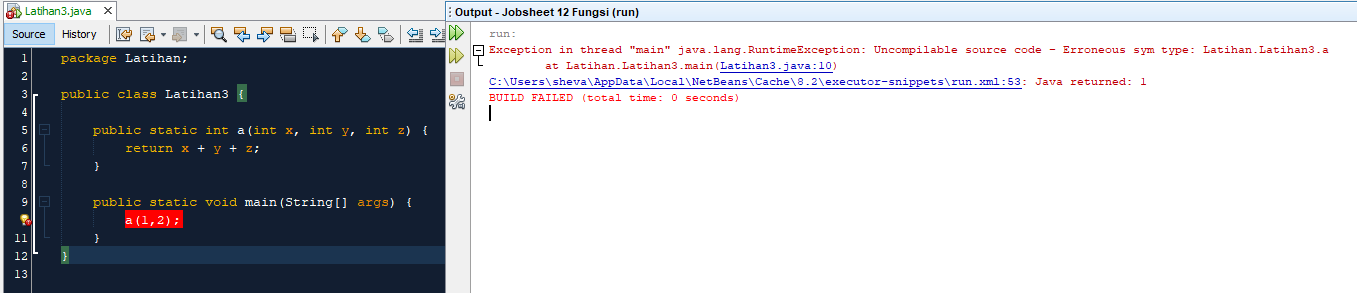 Latihan3.java
Source History
1 package Latihan;
2
3 public class Latihan3 {
4
5 public static int a(int x, int y, int z) {
6 return x + y + z;
7 }
8
9 public static void main(String[] args) {
a(1,2);
11 }
12 }
13
Output - Jobsheet 12 Fungsi (run)
run:
Exception in thread "main" java.lang.RuntimeException: Uncompilable source code - Erroneous sym type: Latihan.Latihan3.a
at Latihan.Latihan3.main(Latihan3.java:10)
C:\Users\sheva\AppData\Local\NetBeans\Cache\8.2\executor-snippets\run.xml:53: Java returned: 1
BUILD FAILED (total time: 0 seconds)